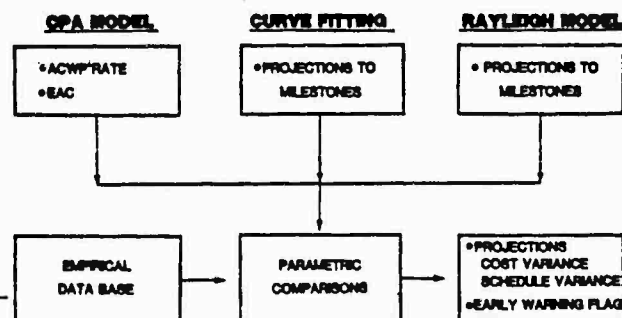 CPA MODEL
CURVE FITTING
RAYLEIGH MODEL
•ACWP RATE
•EAC
•PROJECTIONS TO
MILESTONES
• PROJECTIONS TO
MILESTONES
EMPIRICAL
DATA BASE
PARAMETRIC
COMPARISONS
•PROJECTIONS
COST VARIANCE
SCHEDULE VARIANCE
•EARLY WARNING FLAG